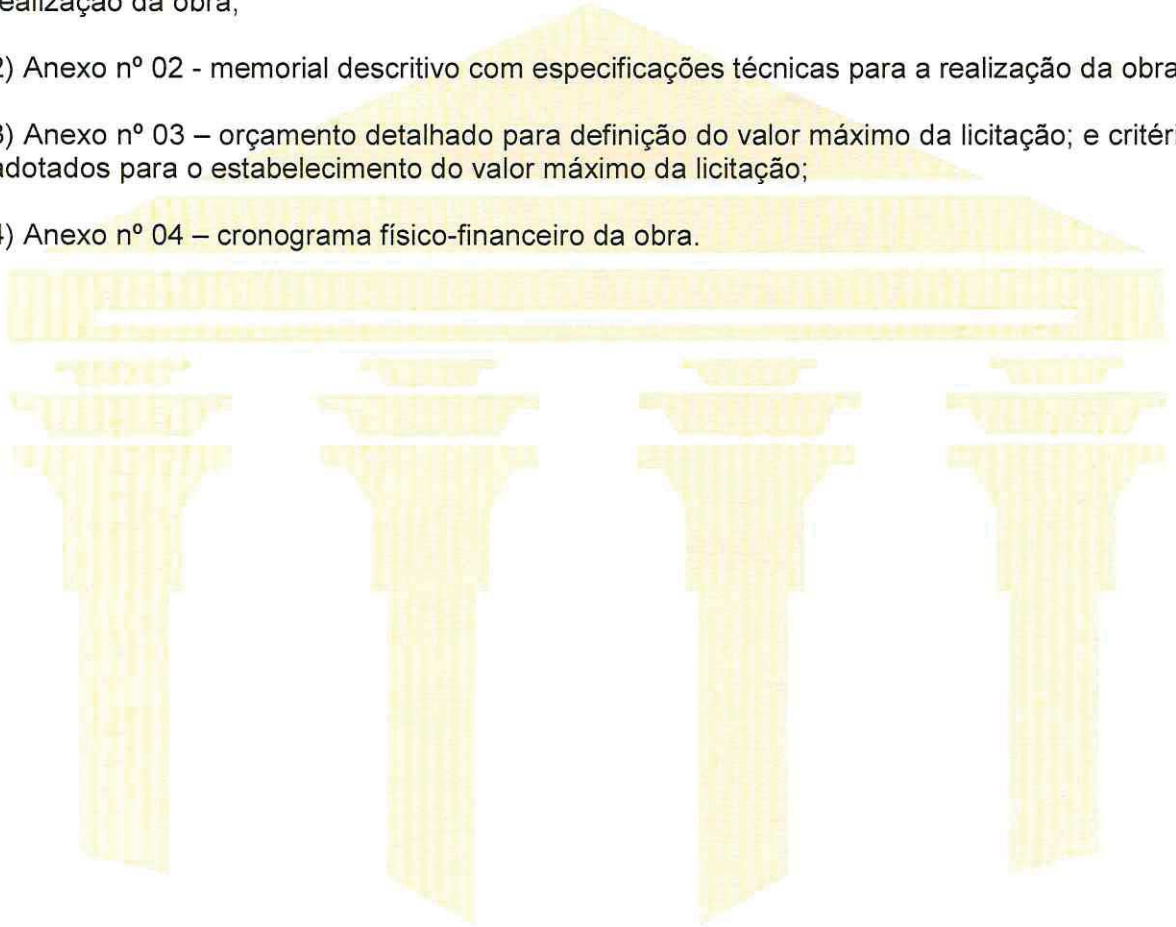 realização da obra;
2) Anexo nº 02 - memorial descritivo com especificações técnicas para a realização da obra
3) Anexo nº 03 – orçamento detalhado para definição do valor máximo da licitação; e critéri
adotados para o estabelecimento do valor máximo da licitação;
4) Anexo nº 04 – cronograma físico-financeiro da obra.